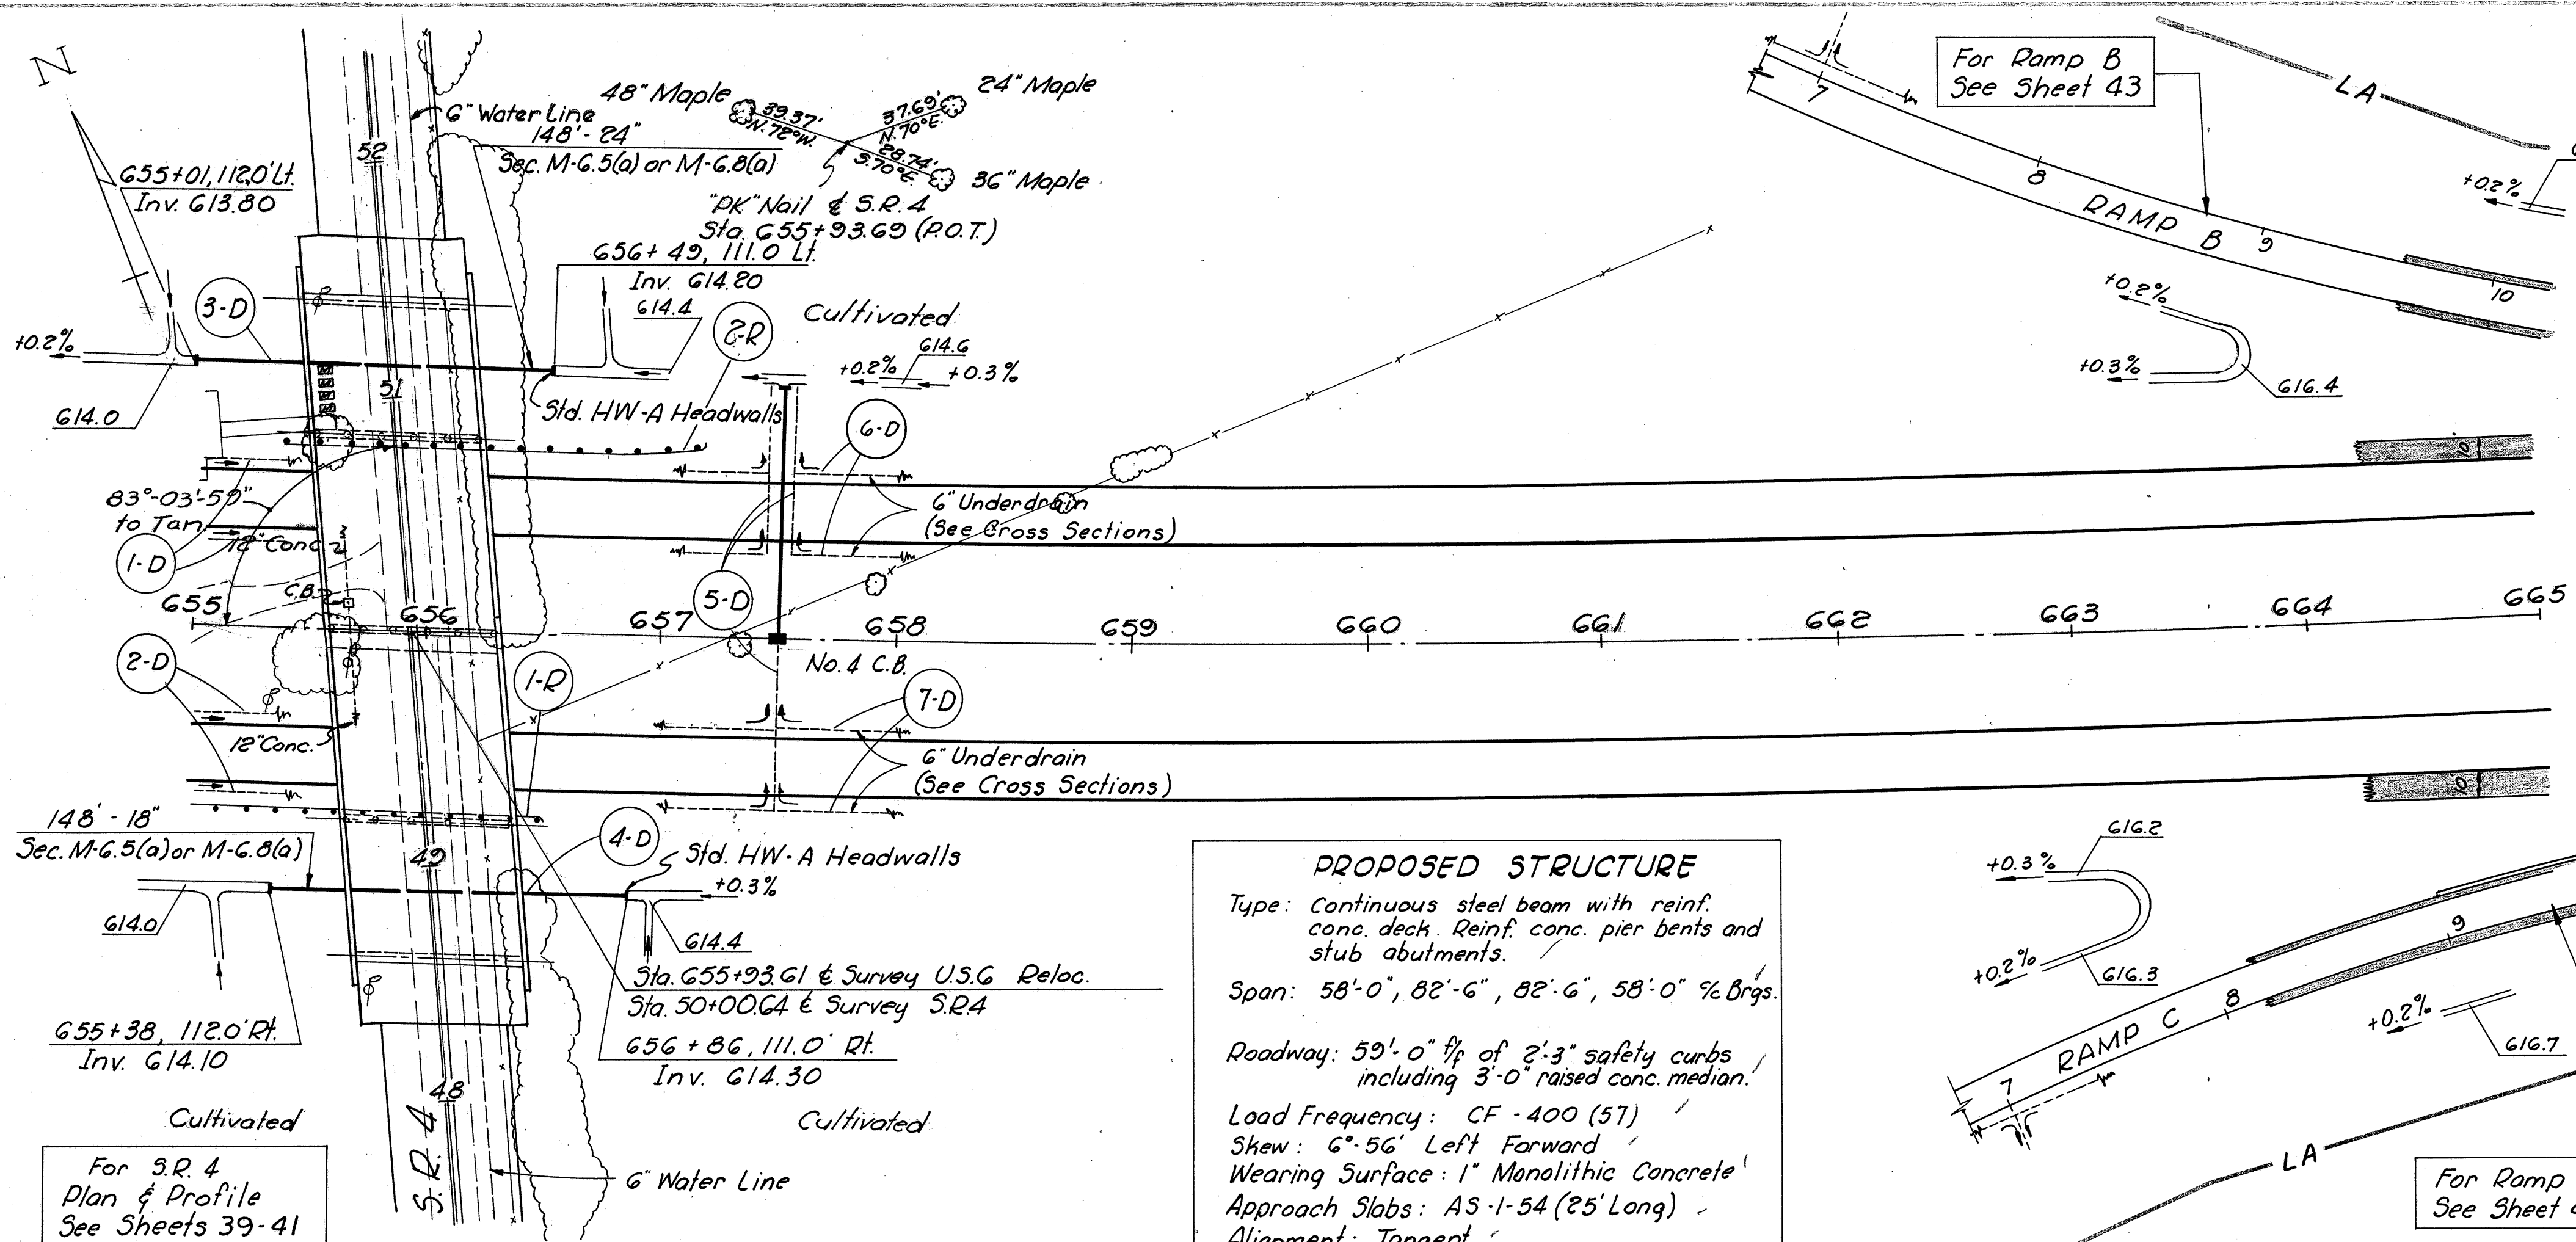 N
6" Water Line
148'-24"
Sec. M-6.5(a) or M-6.8(a)
48" Maple
24" Maple
36" Maple
39.37'
N.72°W.
37.69'
N.70°E.
28.74'
S.70°E.
"PK" Nail ℄ S.R. 4
Sta. 655+93.69 (P.O.T.)
655+01, 112.0' Lt.
Inv. 613.80
656+49, 111.0 Lt.
Inv. 614.20
614.4
52
3-D
2-R
Cultivated
+0.2%
614.0
614.6
+0.2%
+0.3%
51
Std. HW-A Headwalls
6-D
83°-03'-59"
to Tan.
12" Conc.
1-D
C.B.
6" Underdrain
(See Cross Sections)
5-D
655
656
657
658
659
660
661
662
663
664
665
No. 4 C.B.
2-D
1-R
7-D
12" Conc.
6" Underdrain
(See Cross Sections)
148' - 18"
Sec. M-6.5(a) or M-6.8(a)
49
4-D
Std. HW-A Headwalls
+0.3%
614.0
614.4
Sta. 655+93.61 ℄ Survey U.S.6 Reloc.
Sta. 50+00.64 ℄ Survey S.R.4
655+38, 112.0' Rt.
Inv. 614.10
656+86, 111.0' Rt.
Inv. 614.30
48
S.R. 4
Cultivated
Cultivated
6" Water Line
For S.R. 4
Plan & Profile
See Sheets 39-41
For Ramp B
See Sheet 43
LA
7
8
RAMP B
9
10
+0.2%
+0.2%
+0.3%
616.4
10'
10'
PROPOSED STRUCTURE
Type: Continuous steel beam with reinf.
conc. deck. Reinf. conc. pier bents and
stub abutments.
Span: 58'-0", 82'-6", 82'-6", 58'-0" c/c Brgs.
Roadway: 59'-0" f/f of 2'-3" safety curbs
including 3'-0" raised conc. median.
Load Frequency: CF-400 (57)
Skew: 6°-56' Left Forward
Wearing Surface: 1" Monolithic Concrete
Approach Slabs: AS-1-54 (25' Long)
Alignment: Tangent
616.2
+0.3%
+0.2%
616.3
7
RAMP C
8
9
+0.2%
616.7
LA
For Ramp
See Sheet